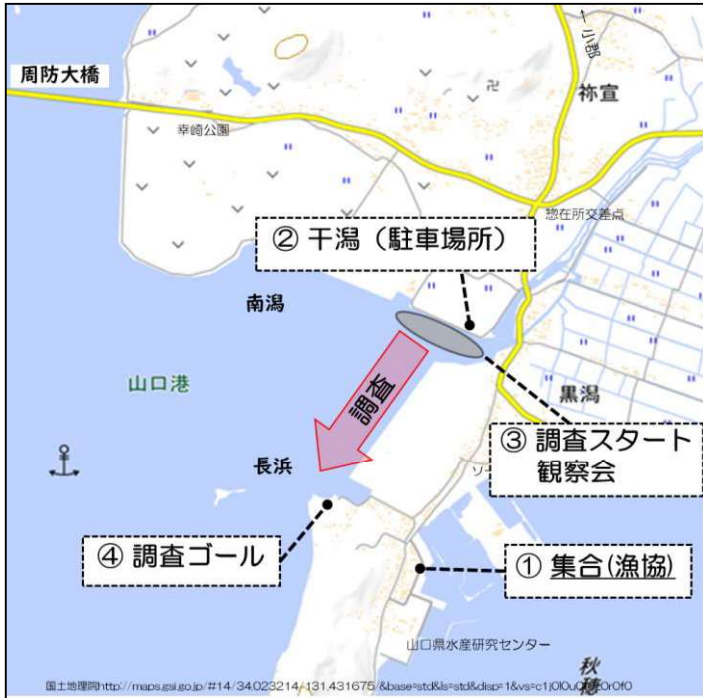 ← 小郡
周防大橋
祢宜
幸崎公園
惣在所交差点
② 干潟（駐車場所）
南潟
山口港
調査
黒潟
③ 調査スタート
観察会
長浜
④ 調査ゴール
① 集合(漁協)
山口県水産研究センター
秋穂